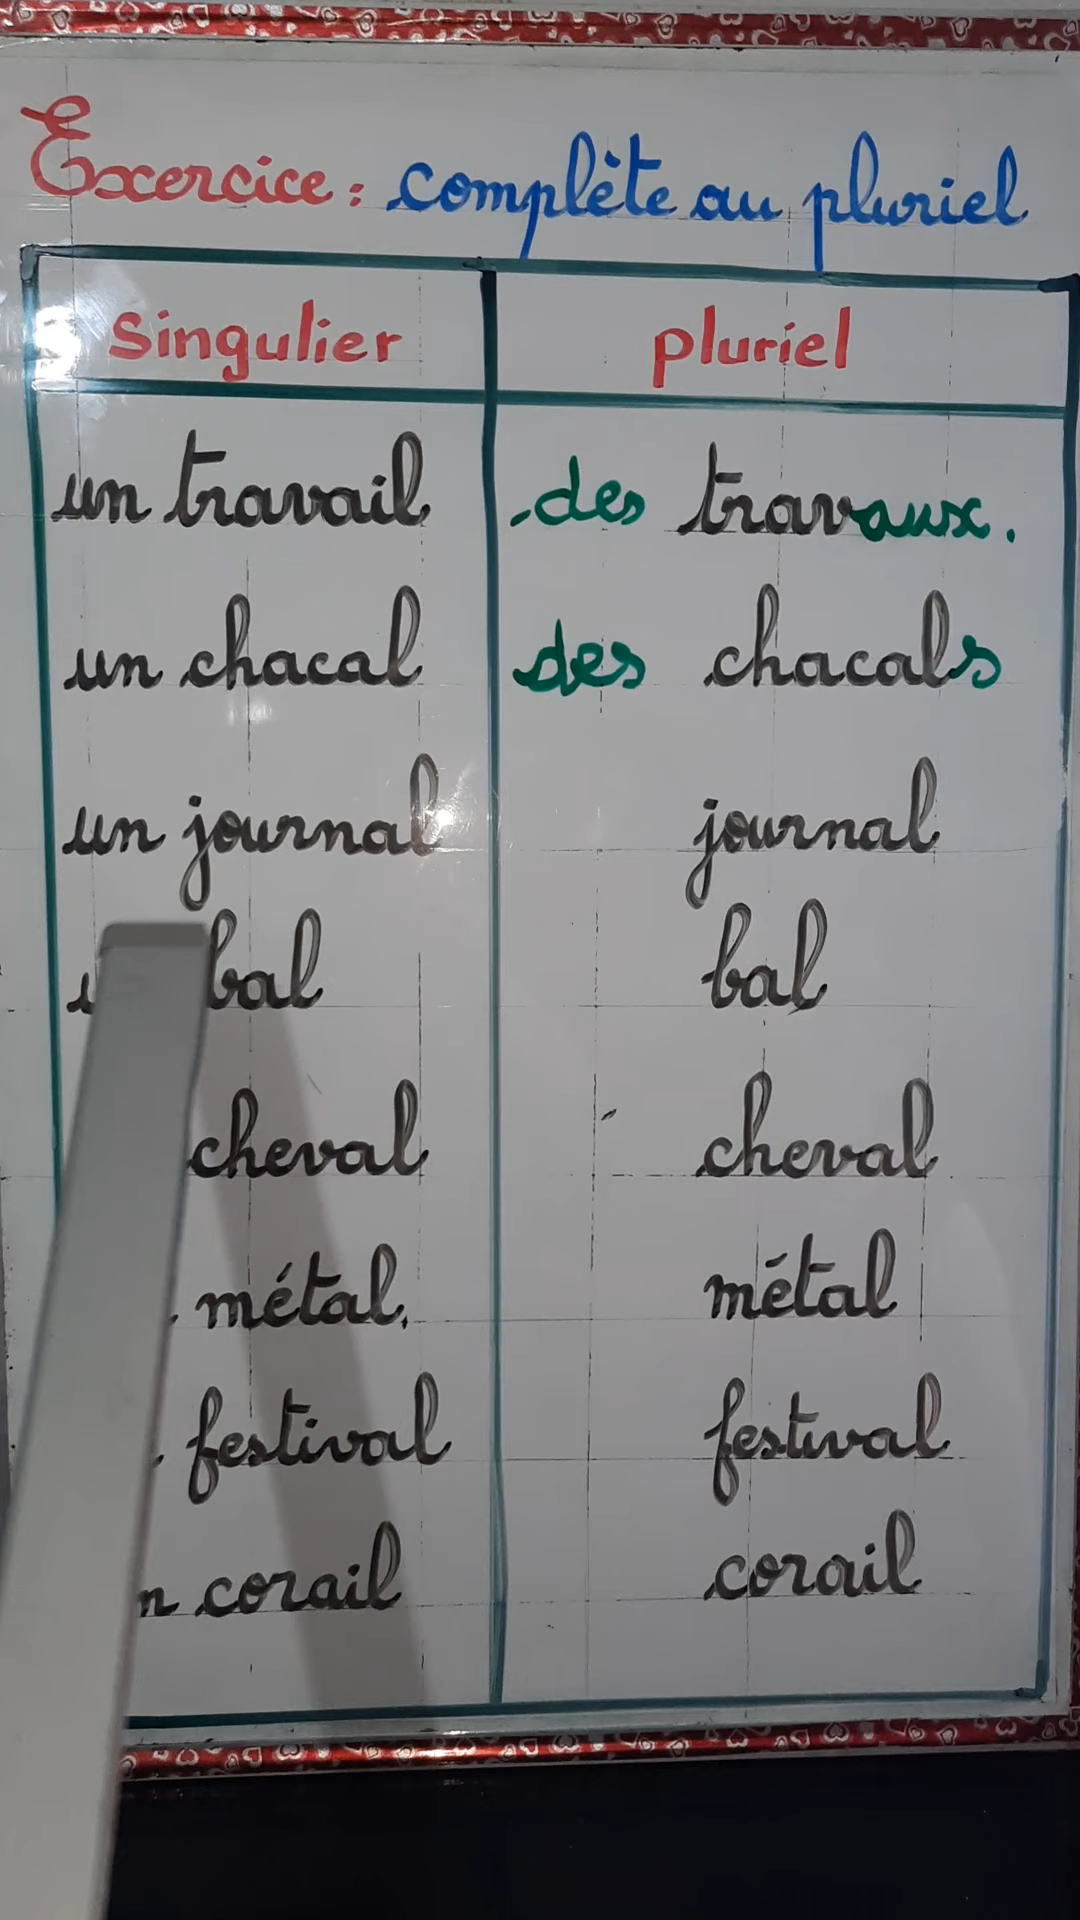 Exercice : complète au pluriel
singulier pluriel
un travail des travaux.
un chacal des chacals
un journal journal
bal bal
cheval cheval
métal. métal
festival festival
n corail corail